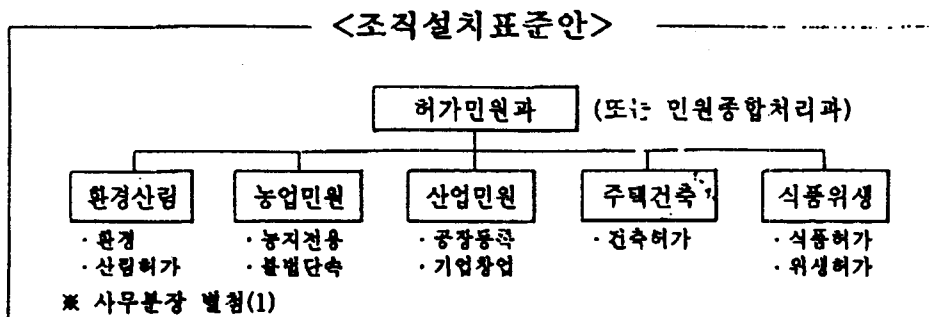 <조직설치표준안>
허가민원과 (또는 민원종합처리과)
환경산림 농업민원 산업민원 주택건축 식품위생
· 환경 · 농지전용 · 공장등록 · 건축허가 · 식품허가
· 산림허가 · 불법단속 · 기업창업 · 위생허가
※ 사무분장 별첨(1)